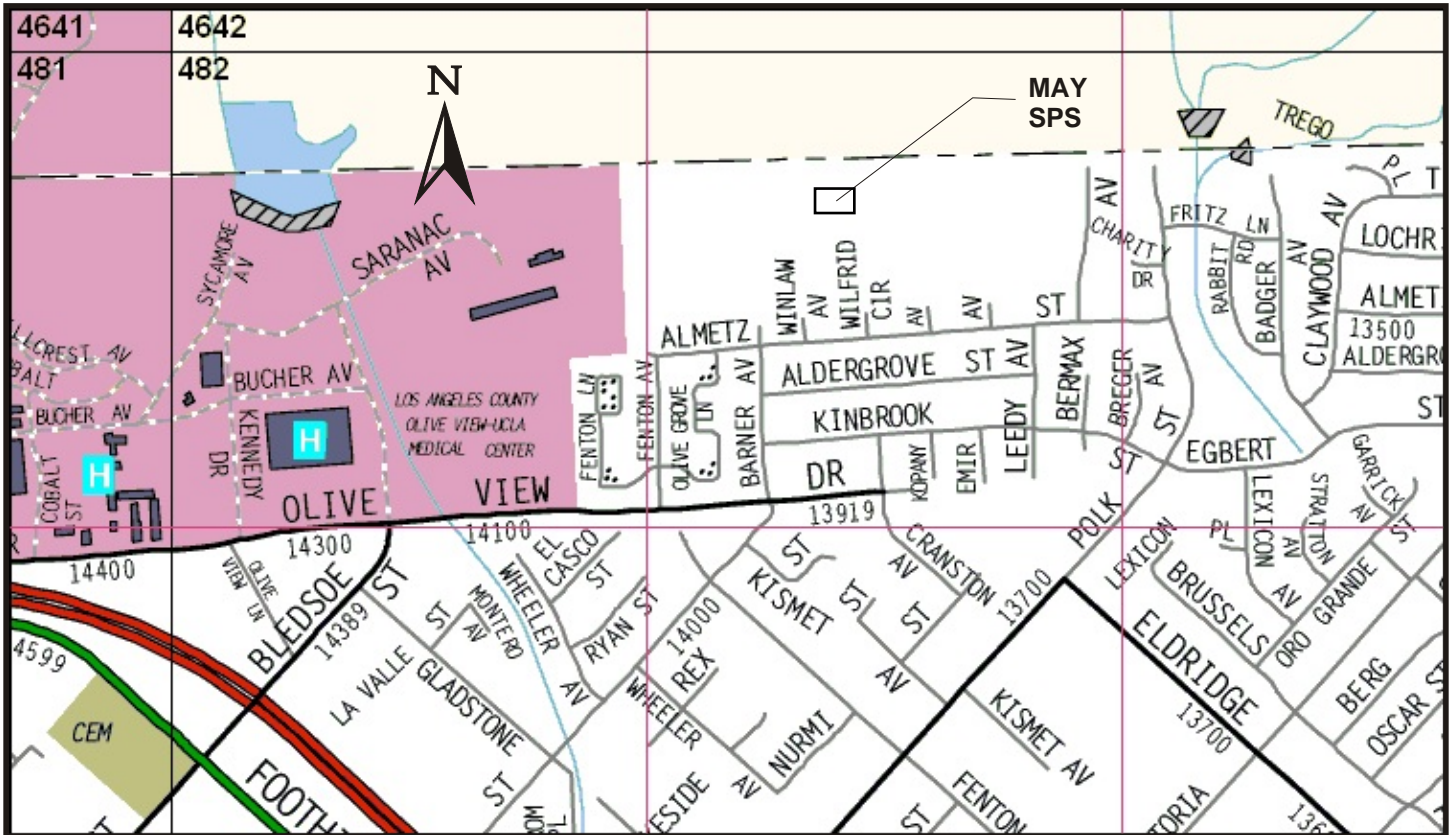 4641
4642
481
482
N
MAY
SPS
TREGO
PL
AV
CHARITY
DR
FRITZ LN
RABBIT
RD
BADGER
AV
CLAYWOOD
AV
LOCHR
ALMET
13500
ALDERGRO
SYCAMORE
AV
SARANAC
AV
WINLAW
AV
WILFRID
CIR
AV
AV
ST
ALMETZ
ALDERGROVE ST
AV
KINBROOK
LEEDY
BERMAX
BREGER
AV
ST
LLCREST AV
BALT
BUCHER AV
BUCHER AV
KENNEDY
DR
COBALT
ST
H
H
LOS ANGELES COUNTY
OLIVE VIEW-UCLA
MEDICAL CENTER
FENTON LN
FENTON AV
OLIVE GROVE
LN
BARNER AV
DR
KOPANY
EMIR
ST
EGBERT
ST
OLIVE VIEW
14400
14300
14100
13919
OLIVE
VIEW LN
BLEDSOE
ST
14389
EL
CASCO
ST
WHEELER
AV
MONTERO
AV
ST
LA VALLE
GLADSTONE
ST
RYAN ST
14000
REX
WHEELER
AV
NURMI
KISMET
AV
ST
ST
CRANSTON
AV
ST
POLK
13700
LEXICON
PL
LEXICON
AV
STRATTON
AV
GARRICK
AV
ST
BRUSSELS
ORO GRANDE
ELDRIDGE
13700
BERG
OSCAR ST
KISMET AV
FENTON
ST
TORIA
ESIDE
4599
CEM
FOOTH
ST